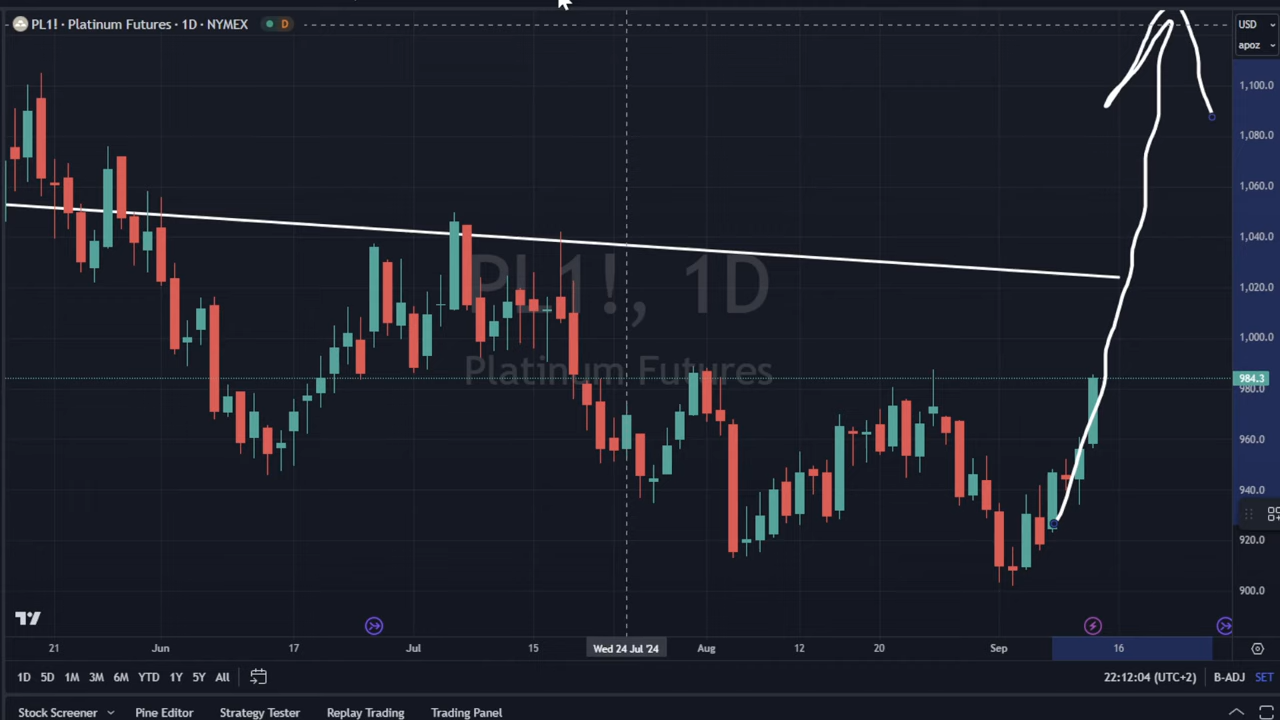 PL1! · Platinum Futures · 1D · NYMEX D
USD
apoz
1,100.0
1,080.0
1,060.0
1,040.0
1,020.0
1,000.0
984.3
980.0
960.0
940.0
920.0
900.0
PL1!, 1D
Platinum Futures
21 Jun 17 Jul 15 Wed 24 Jul '24 Aug 12 20 Sep 16
1D 5D 1M 3M 6M YTD 1Y 5Y All 22:12:04 (UTC+2) B-ADJ SET
Stock Screener Pine Editor Strategy Tester Replay Trading Trading Panel